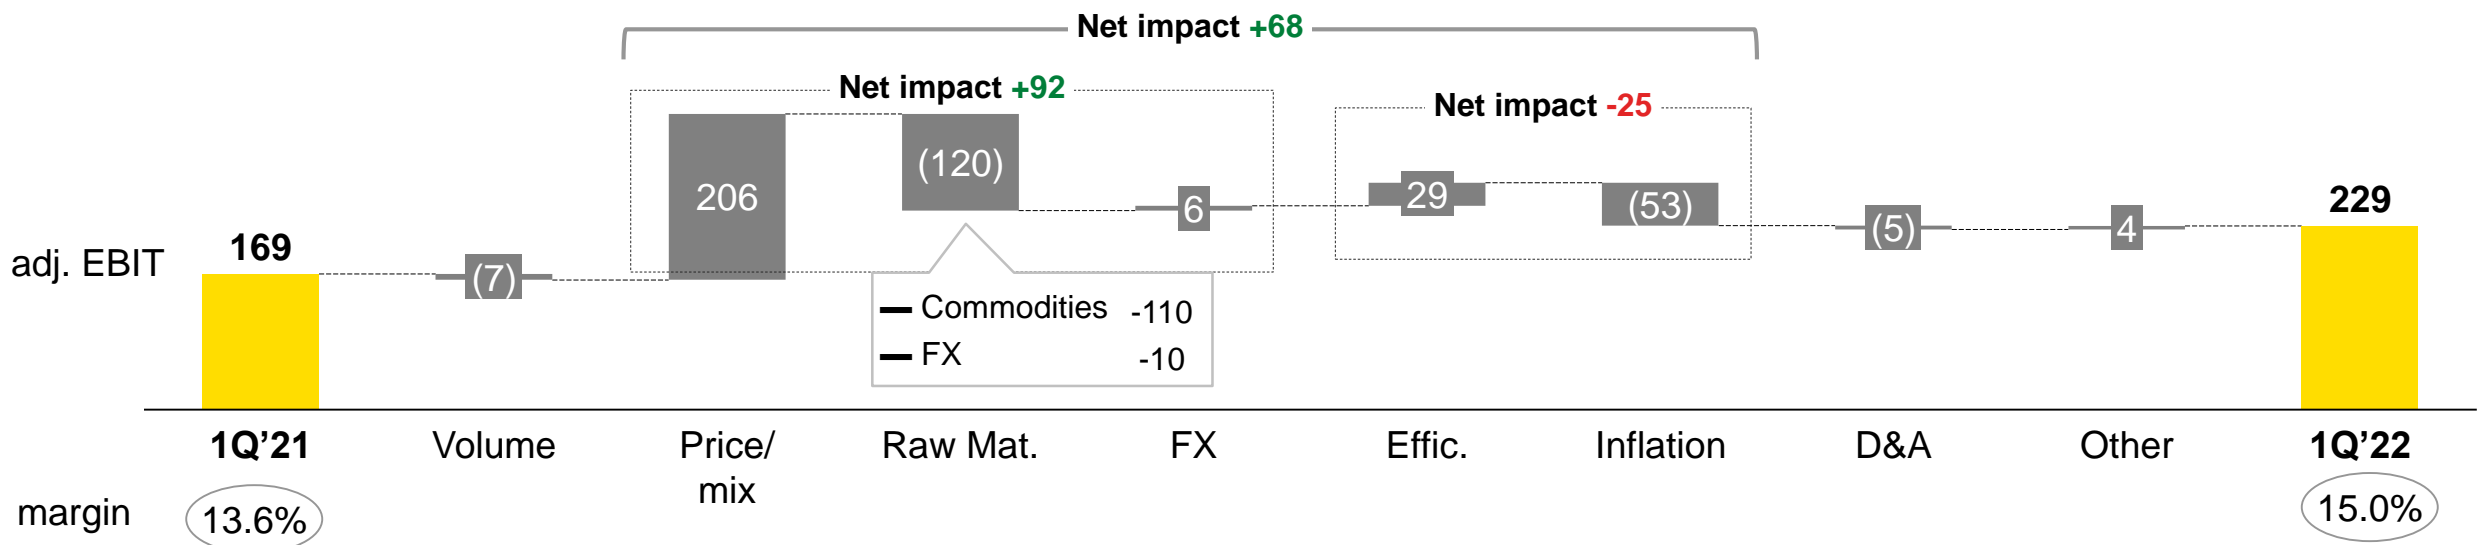 Net impact +68
Net impact +92
Net impact -25
206
(120)
6
29
(53)
229
169
adj. EBIT
(7)
(5)
4
Commodities -110
FX -10
1Q’21 Volume Price/ Raw Mat. FX Effic. Inflation D&A Other 1Q’22
mix
margin 13.6% 15.0%